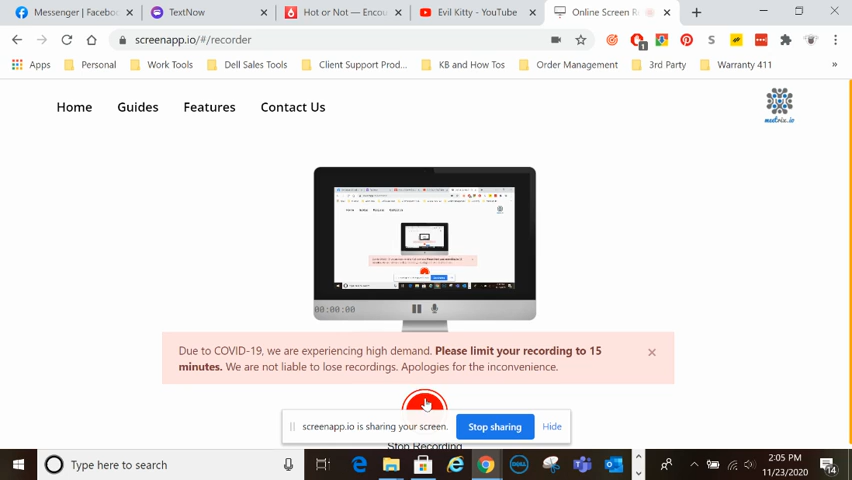 Messenger | Facebo
TextNow
Hot or Not — Encou
Evil Kitty - YouTube
Online Screen R
screenapp.io/#/recorder
1
Apps
Personal
Work Tools
Dell Sales Tools
Client Support Prod...
KB and How Tos
Order Management
3rd Party
Warranty 411
»
Home
Guides
Features
Contact Us
meetrix.io
00:00:00
Due to COVID-19, we are experiencing high demand. Please limit your recording to 15
minutes. We are not liable to lose recordings. Apologies for the inconvenience.
screenapp.io is sharing your screen.
Stop sharing
Hide
Stop Recording
Type here to search
DELL
2:05 PM
11/23/2020
14